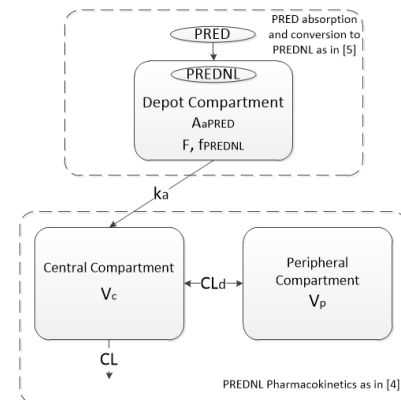 PRED
PRED absorption
and conversion to
PREDNL as in [5]
PREDNL
Depot Compartment
AaPRED
F, fPREDNL
ka
Central Compartment
Vc
CLd
Peripheral
Compartment
Vp
CL
PREDNL Pharmacokinetics as in [4]